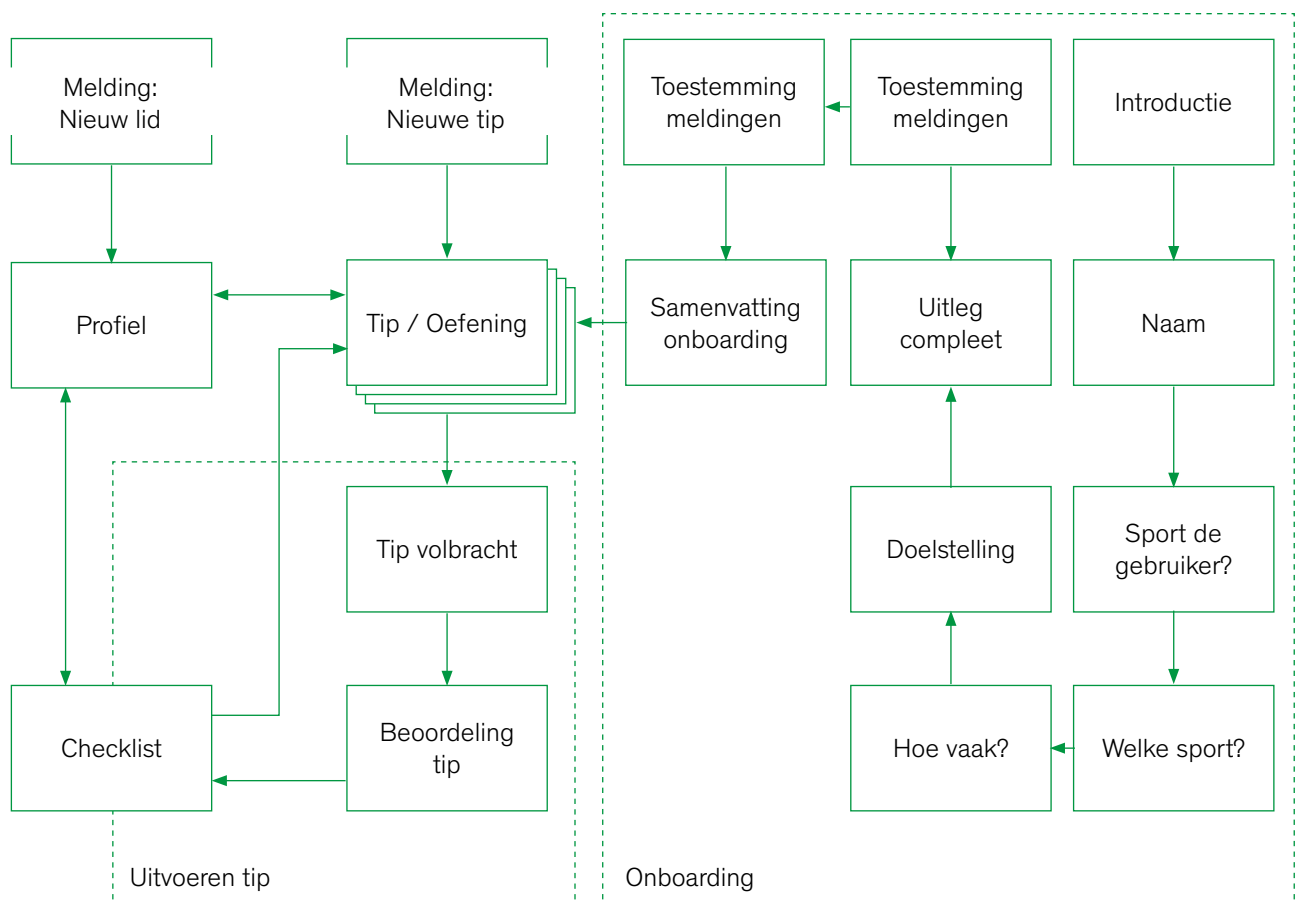 Melding:
Nieuw lid
Melding:
Nieuwe tip
Toestemming
meldingen
Toestemming
meldingen
Introductie
Profiel
Tip / Oefening
Samenvatting
onboarding
Uitleg
compleet
Naam
Tip volbracht
Doelstelling
Sport de
gebruiker?
Checklist
Beoordeling
tip
Hoe vaak?
Welke sport?
Uitvoeren tip
Onboarding